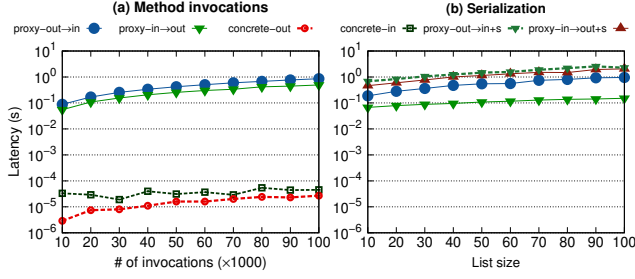 (a) Method invocations
(b) Serialization
proxy-out→in proxy-in→out concrete-out concrete-in proxy-out→in+s proxy-in→out+s
Latency (s)
10^1
10^0
10^-1
10^-2
10^-3
10^-4
10^-5
10^-6
10 20 30 40 50 60 70 80 90 100
# of invocations (×1000)
10^1
10^0
10^-1
10^-2
10^-3
10^-4
10^-5
10^-6
10 20 30 40 50 60 70 80 90 100
List size